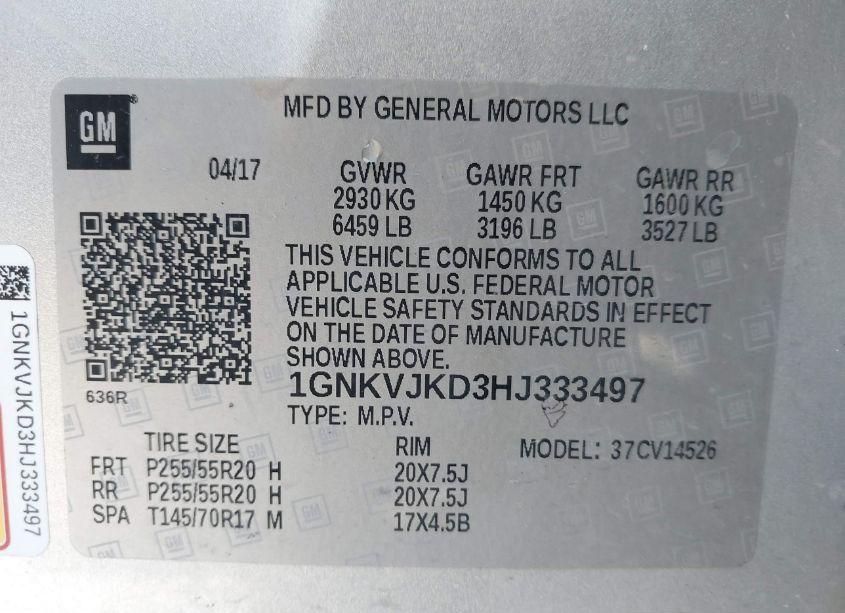 GM
MFD BY GENERAL MOTORS LLC
04/17
GVWR GAWR FRT GAWR RR
2930 KG 1450 KG 1600 KG
6459 LB 3196 LB 3527 LB
THIS VEHICLE CONFORMS TO ALL
APPLICABLE U.S. FEDERAL MOTOR
VEHICLE SAFETY STANDARDS IN EFFECT
ON THE DATE OF MANUFACTURE
SHOWN ABOVE.
1GNKVJKD3HJ333497
636R
TYPE: M.P.V.
TIRE SIZE RIM MODEL: 37CV14526
FRT P255/55R20 H 20X7.5J
RR P255/55R20 H 20X7.5J
SPA T145/70R17 M 17X4.5B
1GNKVJKD3HJ333497